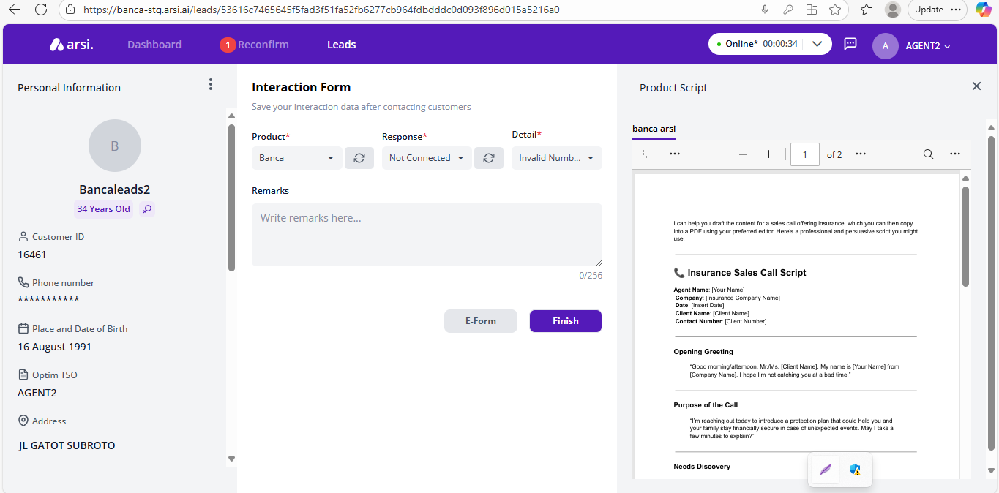 https://banca-stg.arsi.ai/leads/53616c7465645f5fad3f51fa52fb6277cb964fdbdddc0d093f896d015a5216a0
Update
arsi.
Dashboard
1
Reconfirm
Leads
Online* 00:00:34
A
AGENT2
Personal Information
B
Bancaleads2
34 Years Old
Customer ID
16461
Phone number
***********
Place and Date of Birth
16 August 1991
Optim TSO
AGENT2
Address
JL GATOT SUBROTO
Interaction Form
Save your interaction data after contacting customers
Product*
Response*
Detail*
Banca
Not Connected
Invalid Numb...
Remarks
Write remarks here...
0/256
E-Form
Finish
Product Script
banca arsi
1 of 2
I can help you draft the content for a sales call offering insurance, which you can then copy
into a PDF using your preferred editor. Here's a professional and persuasive script you might
use:
Insurance Sales Call Script
Agent Name: [Your Name]
Company: [Insurance Company Name]
Date: [Insert Date]
Client Name: [Client Name]
Contact Number: [Client Number]
Opening Greeting
“Good morning/afternoon, Mr./Ms. [Client Name]. My name is [Your Name] from
[Company Name]. I hope I’m not catching you at a bad time.”
Purpose of the Call
“I’m reaching out today to introduce a protection plan that could help you and
your family stay financially secure in case of unexpected events. May I take a
few minutes to explain?”
Needs Discovery